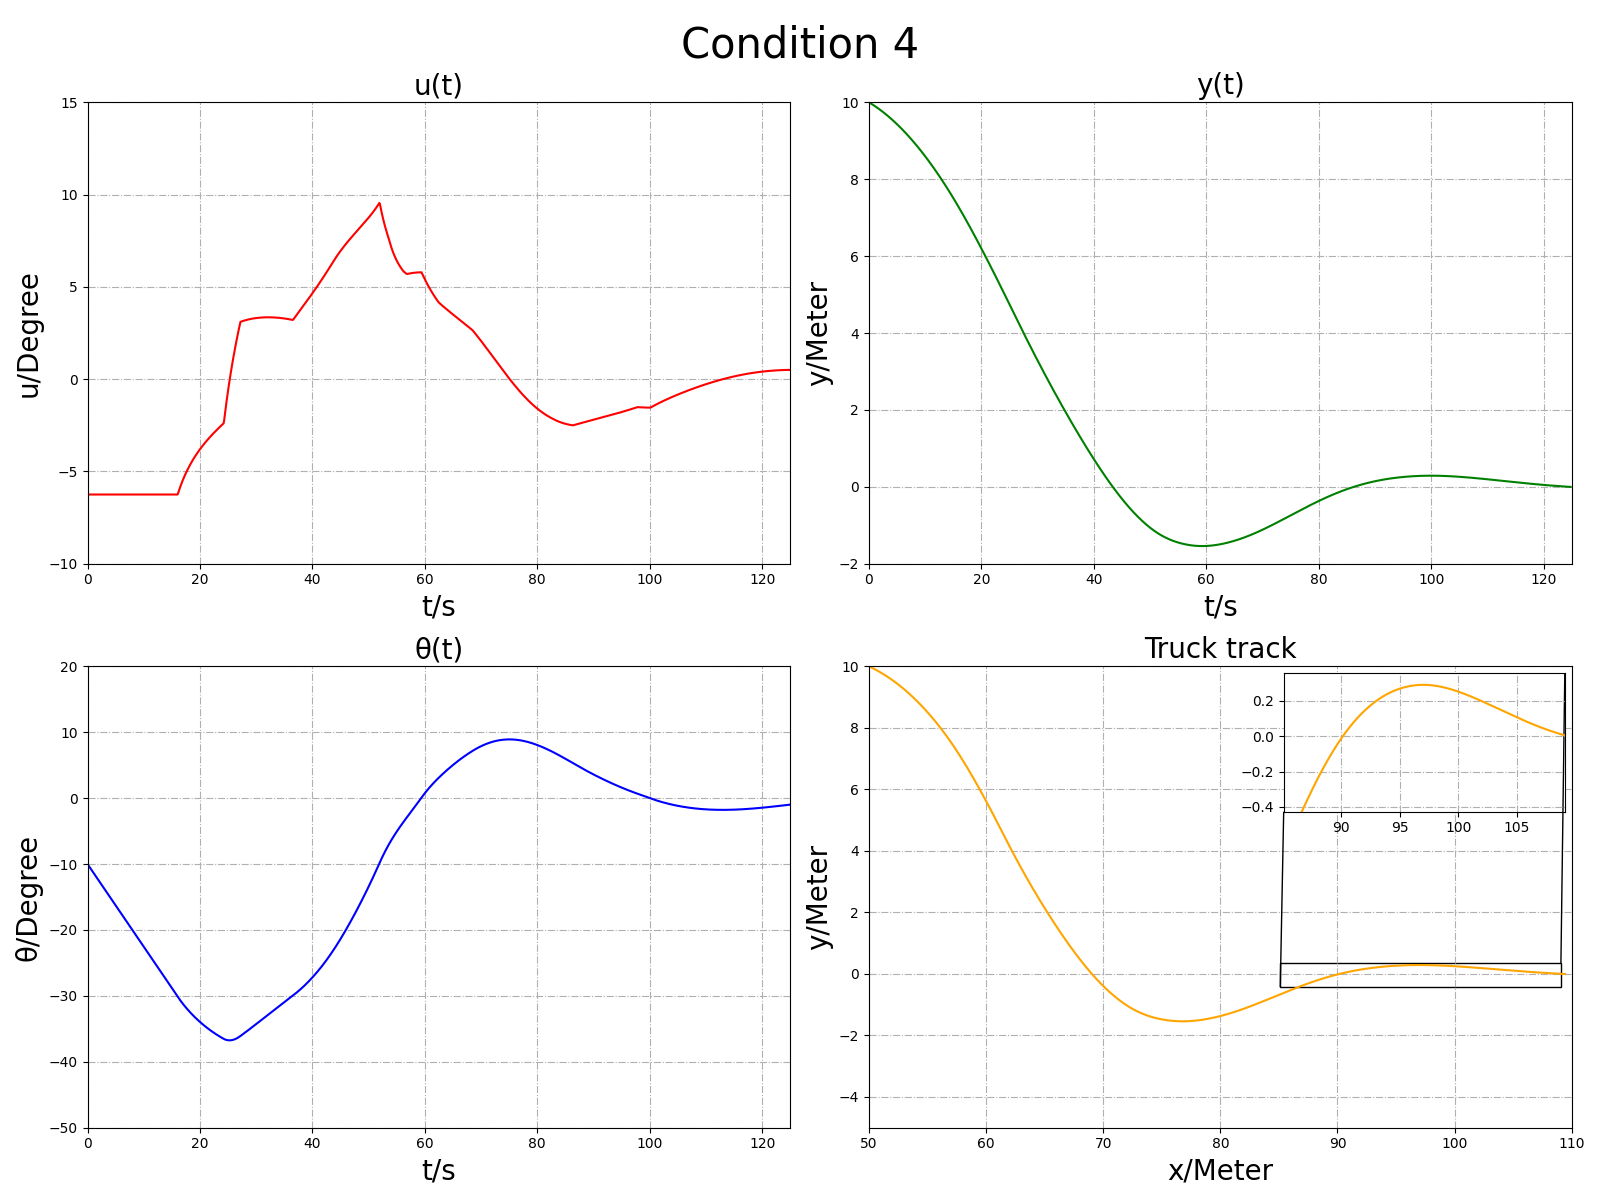 Condition 4
u(t)
15
10
5
0
−5
−10
u/Degree
0 20 40 60 80 100 120
t/s
y(t)
10
8
6
4
2
0
−2
y/Meter
0 20 40 60 80 100 120
t/s
θ(t)
20
10
0
−10
−20
−30
−40
−50
θ/Degree
0 20 40 60 80 100 120
t/s
Truck track
10
8
6
4
2
0
−2
−4
y/Meter
0.2
0.0
−0.2
−0.4
90 95 100 105
50 60 70 80 90 100 110
x/Meter